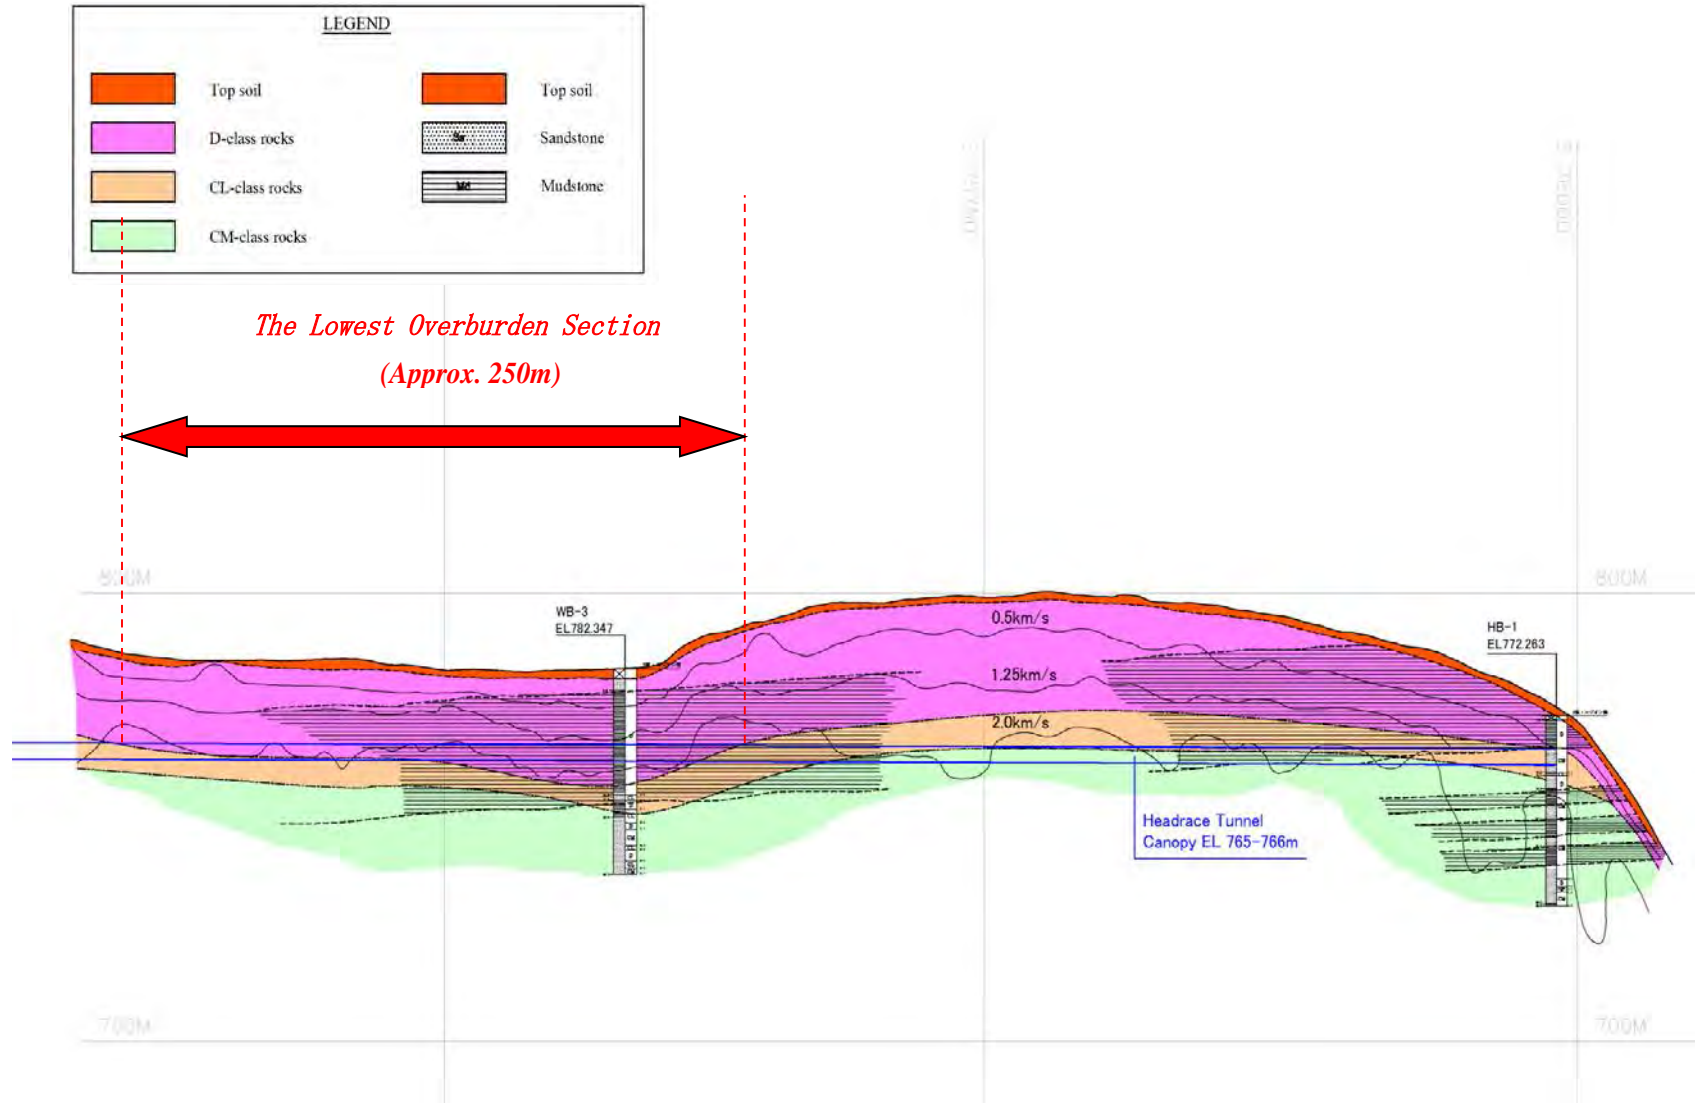 LEGEND
Top soil
Top soil
D-class rocks
Sandstone
CL-class rocks
Md
Mudstone
CM-class rocks
The Lowest Overburden Section
(Approx. 250m)
800M
800M
WB-3
EL782.347
0.5km/s
HB-1
EL772.263
1.25km/s
2.0km/s
Headrace Tunnel
Canopy EL 765-766m
700M
700M